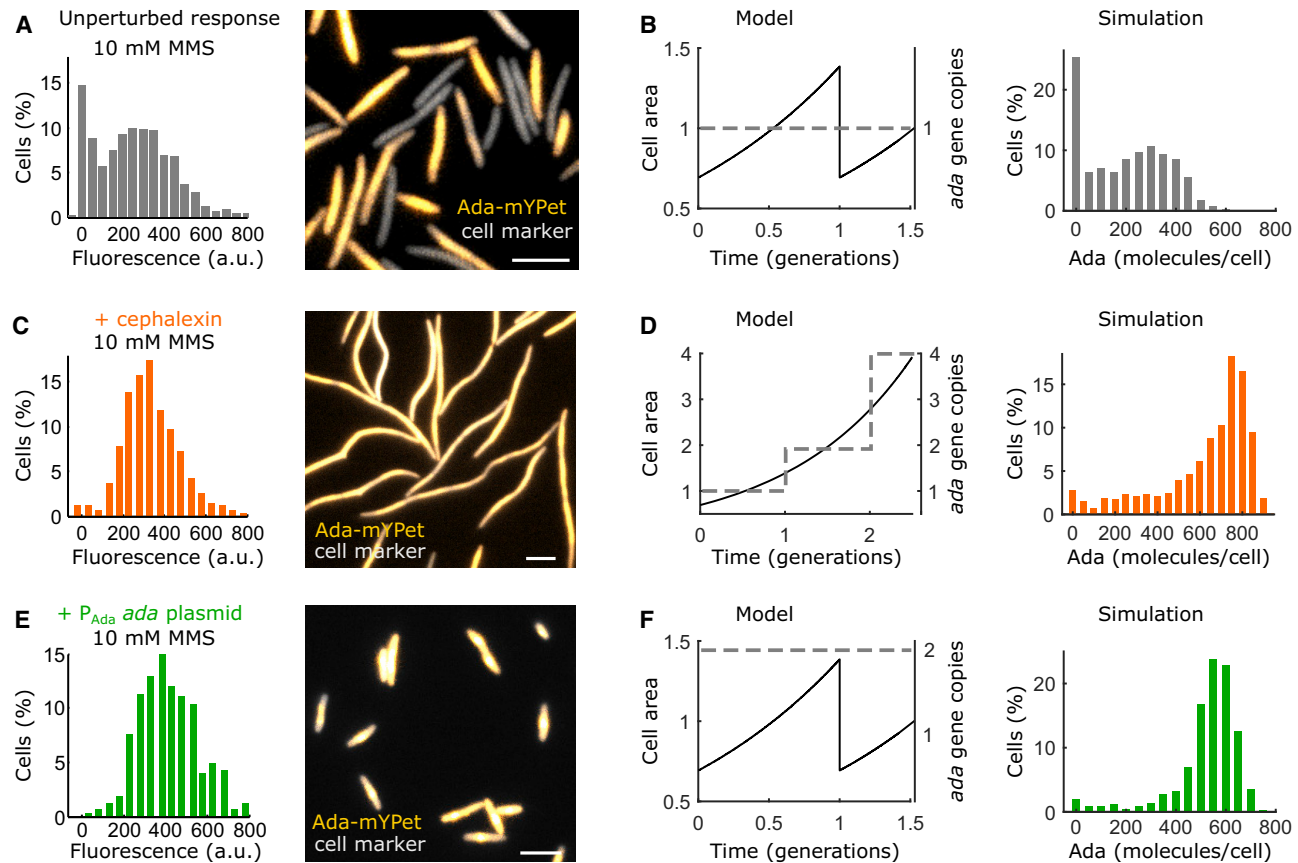 A
Unperturbed response
10 mM MMS
Cells (%)
15
10
5
0
0 200 400 600 800
Fluorescence (a.u.)
Ada-mYPet
cell marker
B
Model
Cell area
1.5
1
0.5
0 0.5 1 1.5
Time (generations)
1
ada gene copies
Simulation
Cells (%)
20
10
0
0 200 400 600 800
Ada (molecules/cell)
C
+ cephalexin
10 mM MMS
Cells (%)
15
10
5
0
0 200 400 600 800
Fluorescence (a.u.)
Ada-mYPet
cell marker
D
Model
Cell area
4
3
2
1
0 1 2
Time (generations)
4
3
2
1
ada gene copies
Simulation
Cells (%)
15
10
5
0
0 200 400 600 800
Ada (molecules/cell)
E
+ PAda ada plasmid
10 mM MMS
Cells (%)
15
10
5
0
0 200 400 600 800
Fluorescence (a.u.)
Ada-mYPet
cell marker
F
Model
Cell area
1.5
1
0.5
0 0.5 1 1.5
Time (generations)
2
1
ada gene copies
Simulation
Cells (%)
20
10
0
0 200 400 600 800
Ada (molecules/cell)